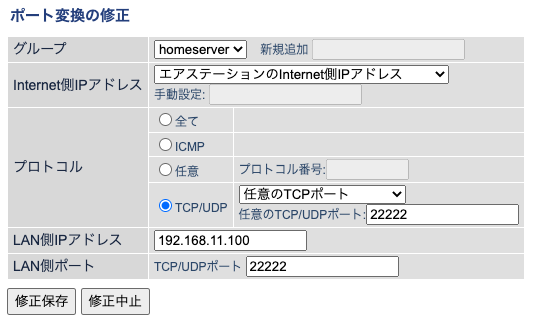 ポート変換の修正
グループ homeserver 新規追加
Internet側IPアドレス エアステーションのInternet側IPアドレス
手動設定:
プロトコル
全て
ICMP
任意 プロトコル番号:
TCP/UDP 任意のTCPポート
任意のTCP/UDPポート: 22222
LAN側IPアドレス 192.168.11.100
LAN側ポート TCP/UDPポート 22222
修正保存 修正中止